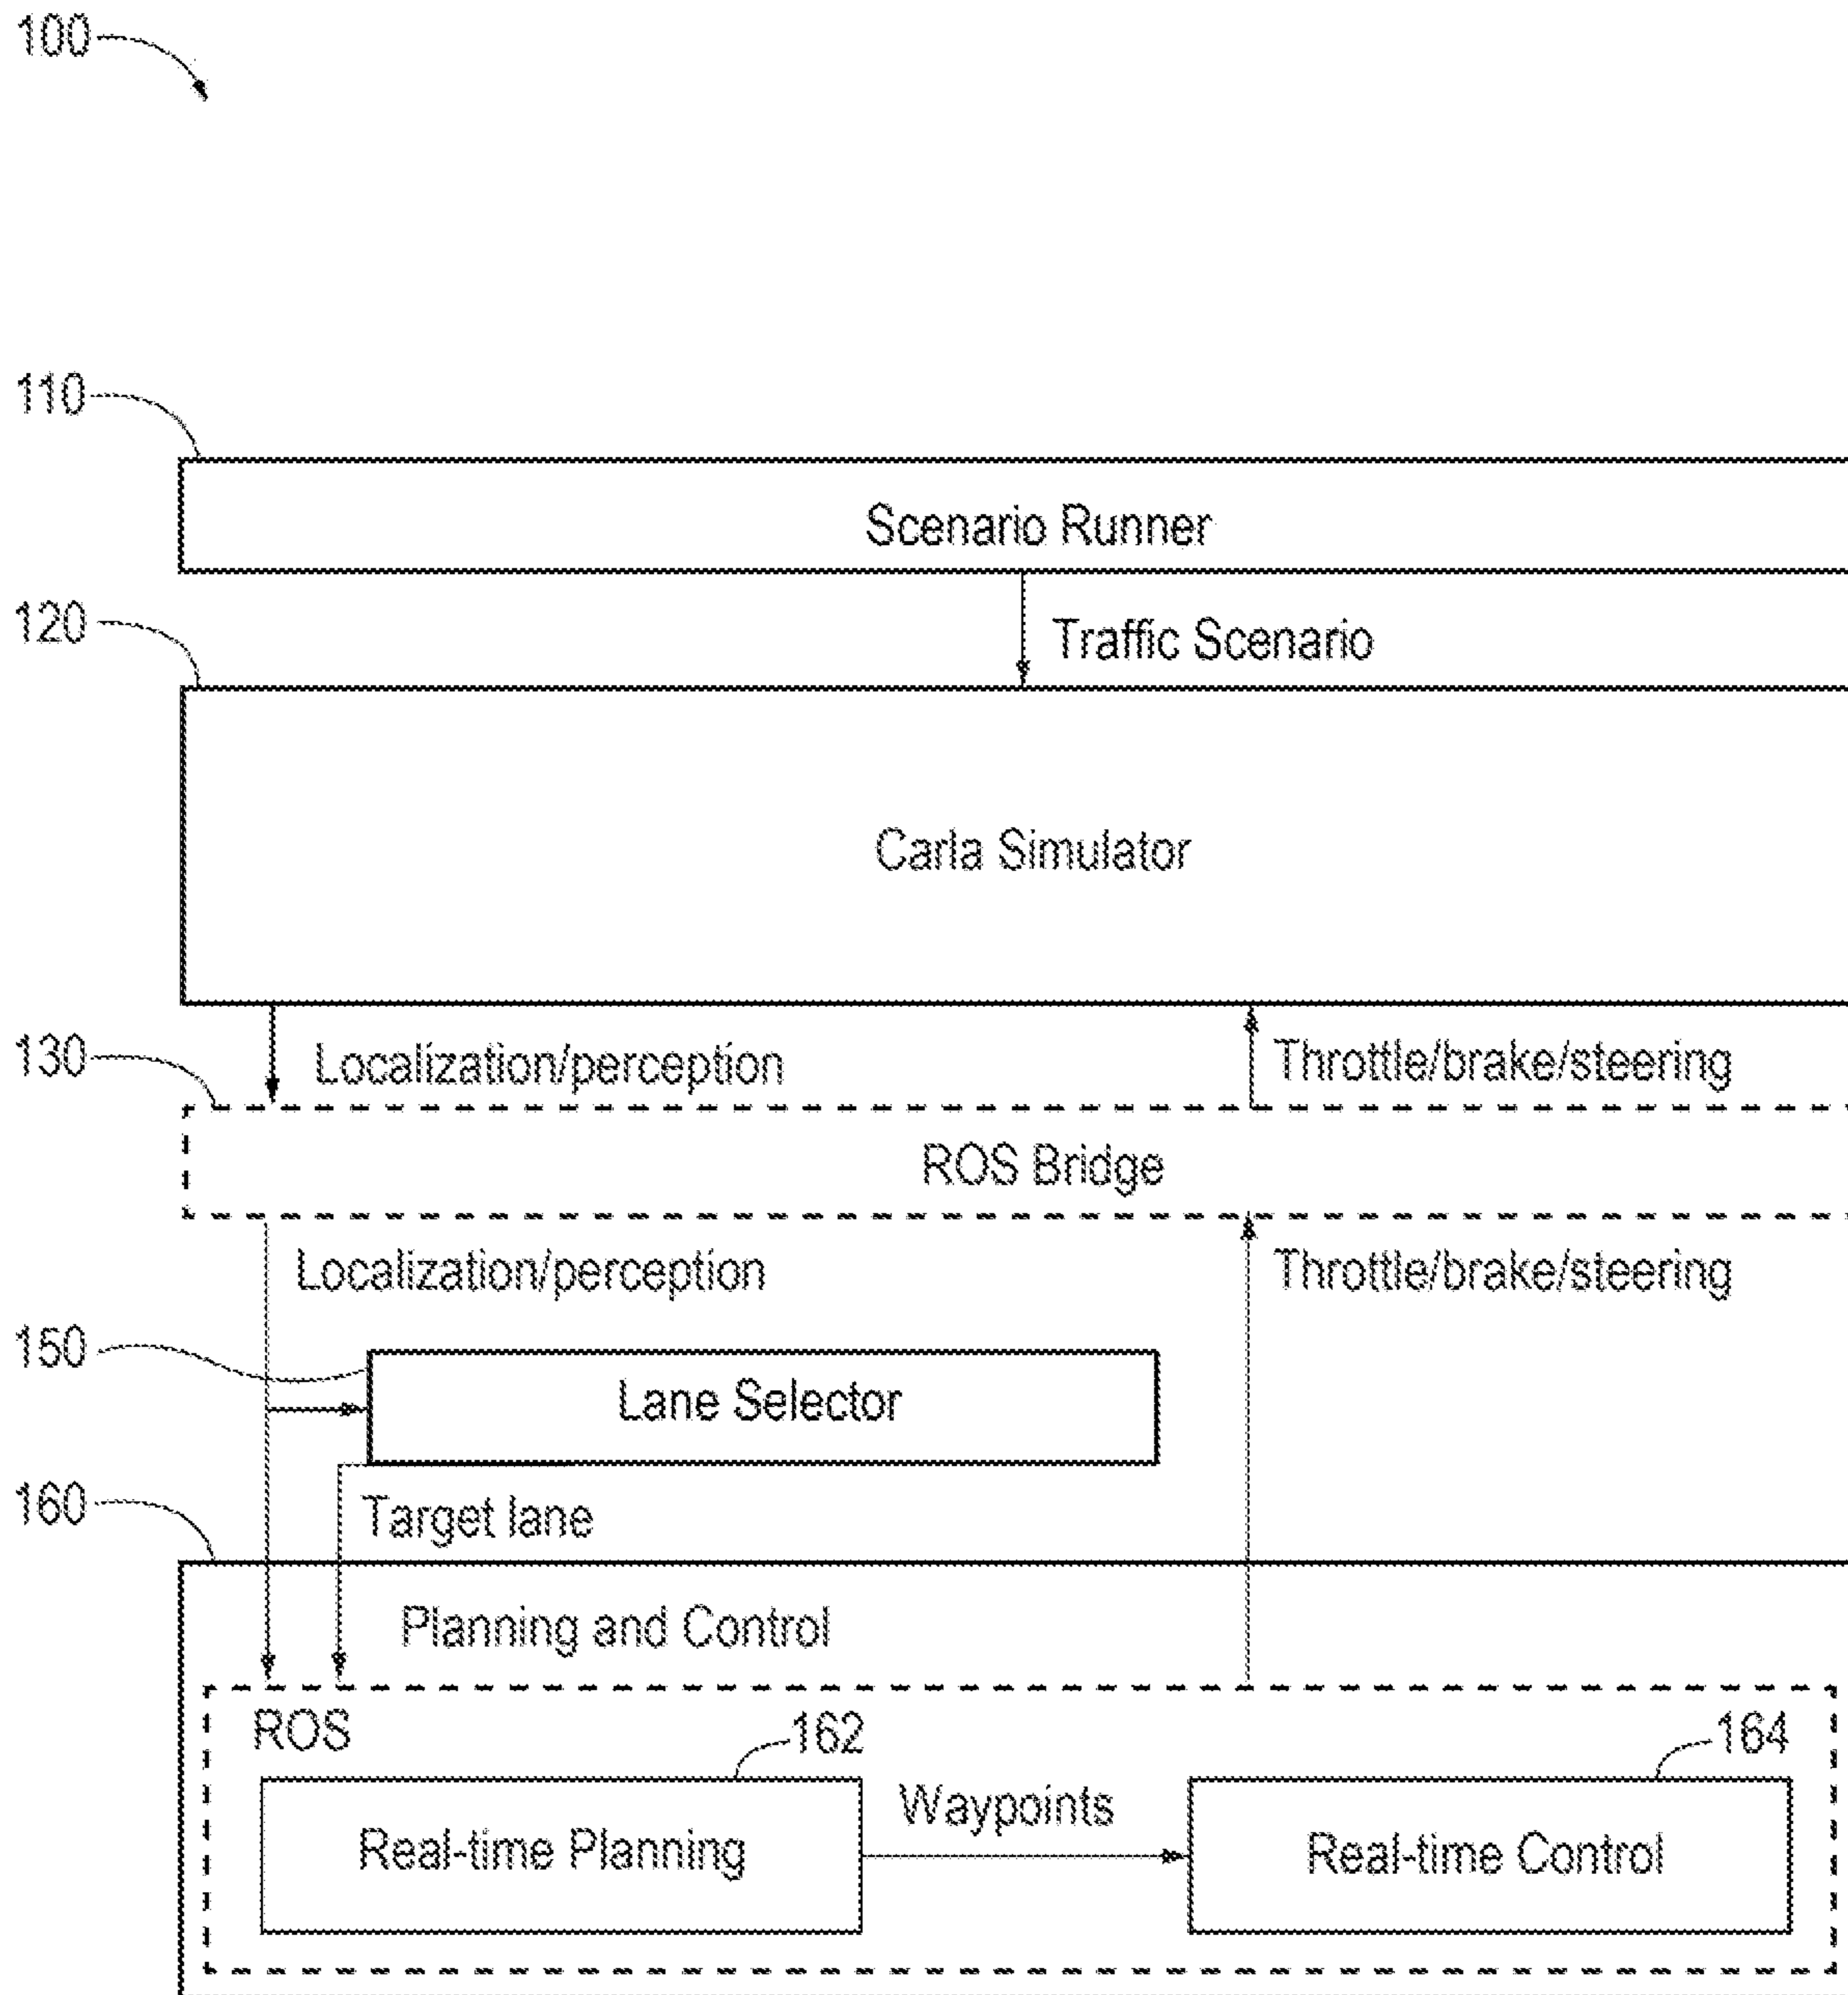 100
110
Scenario Runner
120
Traffic Scenario
Carla Simulator
130
Localization/perception
Throttle/brake/steering
ROS Bridge
Localization/perception
Throttle/brake/steering
150
Lane Selector
160
Target lane
Planning and Control
ROS
162
164
Waypoints
Real-time Planning
Real-time Control